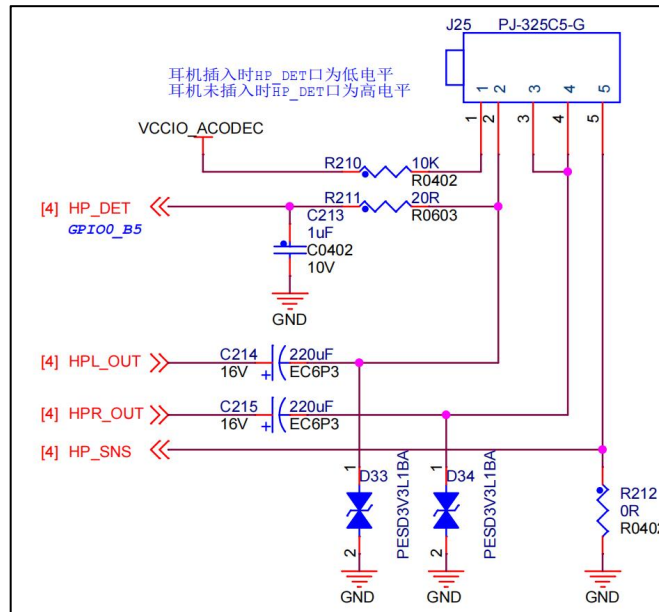 J25
PJ-325C5-G
耳机插入时HP_DET口为低电平
耳机未插入时HP_DET口为高电平
1 2 3 4 5
1 2 3 4 5
VCCIO_ACODEC
R210 10K
R0402
[4] HP_DET
GPIO0_B5
R211 20R
R0603
C213
1uF
C0402
10V
GND
[4] HPL_OUT
C214 220uF
16V + EC6P3
[4] HPR_OUT
C215 220uF
16V + EC6P3
[4] HP_SNS
1 D33
PESD3V3L1BA
2
1 D34
PESD3V3L1BA
2
R212
0R
R0402
GND
GND
GND